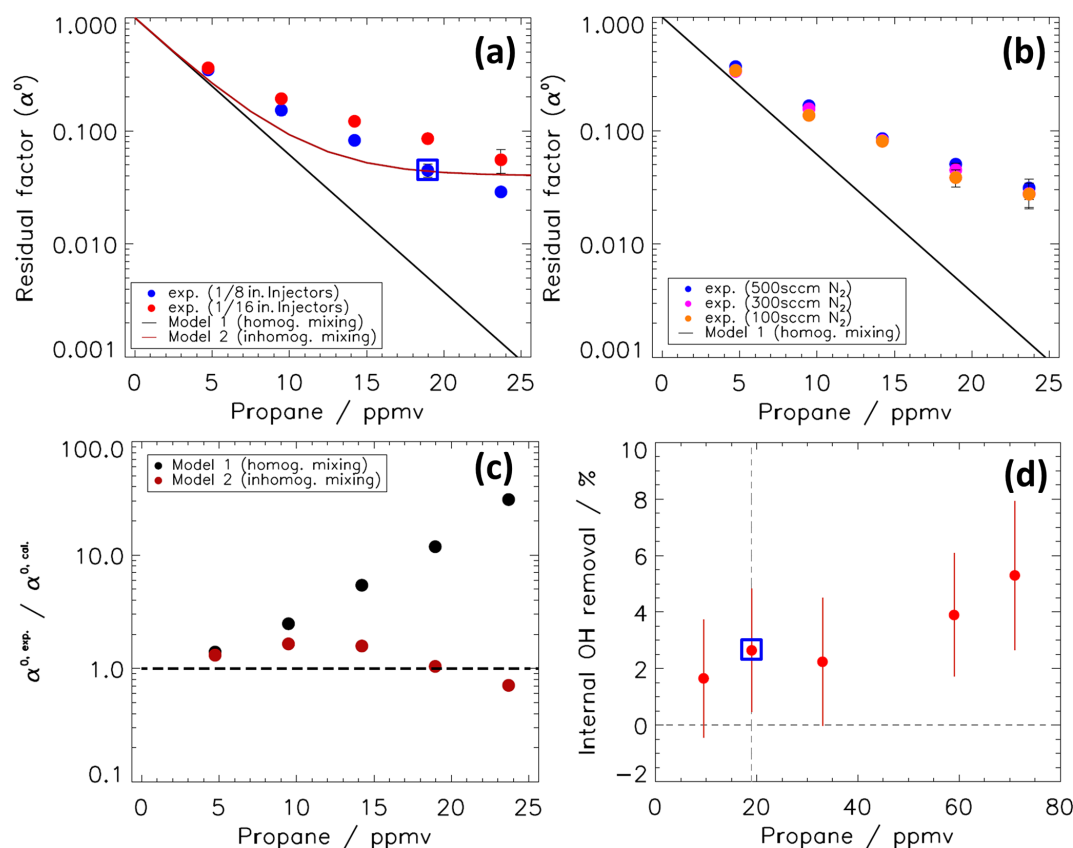 (a)
1.000
0.100
0.010
0.001
Residual factor (α⁰)
exp. (1/8 in. Injectors)
exp. (1/16 in. Injectors)
Model 1 (homog. mixing)
Model 2 (inhomog. mixing)
0 5 10 15 20 25
Propane / ppmv
(b)
1.000
0.100
0.010
0.001
Residual factor (α⁰)
exp. (500sccm N₂)
exp. (300sccm N₂)
exp. (100sccm N₂)
Model 1 (homog. mixing)
0 5 10 15 20 25
Propane / ppmv
(c)
100.0
10.0
1.0
0.1
α⁰, exp. / α⁰, cal.
Model 1 (homog. mixing)
Model 2 (inhomog. mixing)
0 5 10 15 20 25
Propane / ppmv
(d)
10
8
6
4
2
0
−2
Internal OH removal / %
0 20 40 60 80
Propane / ppmv